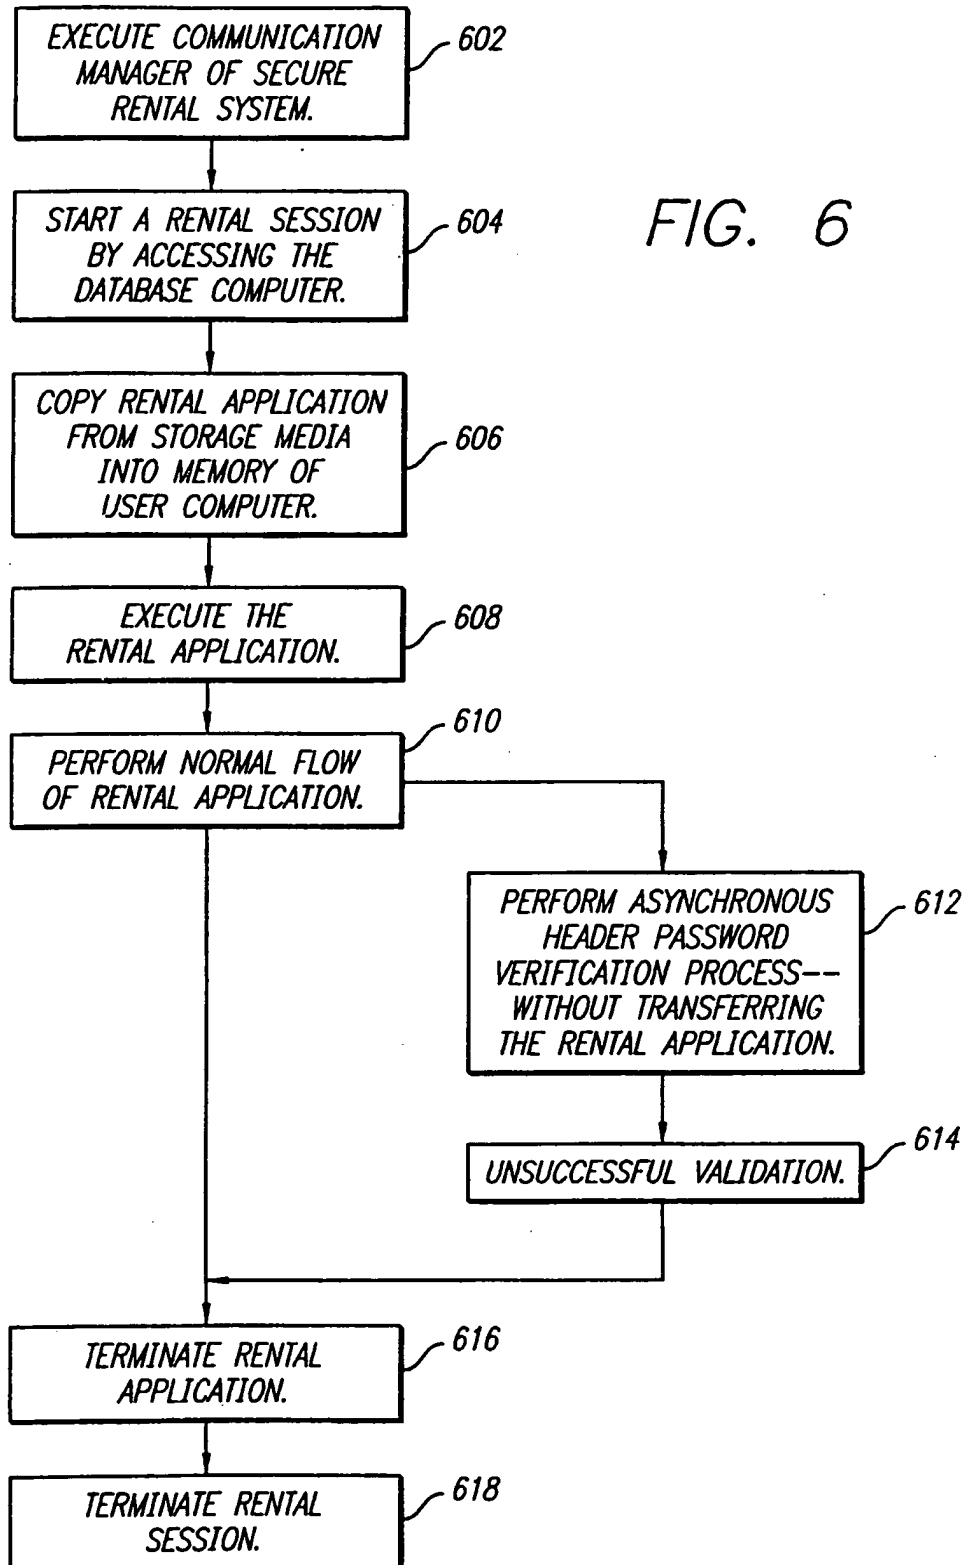 EXECUTE COMMUNICATION
MANAGER OF SECURE
RENTAL SYSTEM.
602
START A RENTAL SESSION
BY ACCESSING THE
DATABASE COMPUTER.
604
FIG. 6
COPY RENTAL APPLICATION
FROM STORAGE MEDIA
INTO MEMORY OF
USER COMPUTER.
606
EXECUTE THE
RENTAL APPLICATION.
608
PERFORM NORMAL FLOW
OF RENTAL APPLICATION.
610
PERFORM ASYNCHRONOUS
HEADER PASSWORD
VERIFICATION PROCESS--
WITHOUT TRANSFERRING
THE RENTAL APPLICATION.
612
UNSUCCESSFUL VALIDATION.
614
TERMINATE RENTAL
APPLICATION.
616
TERMINATE RENTAL
SESSION.
618